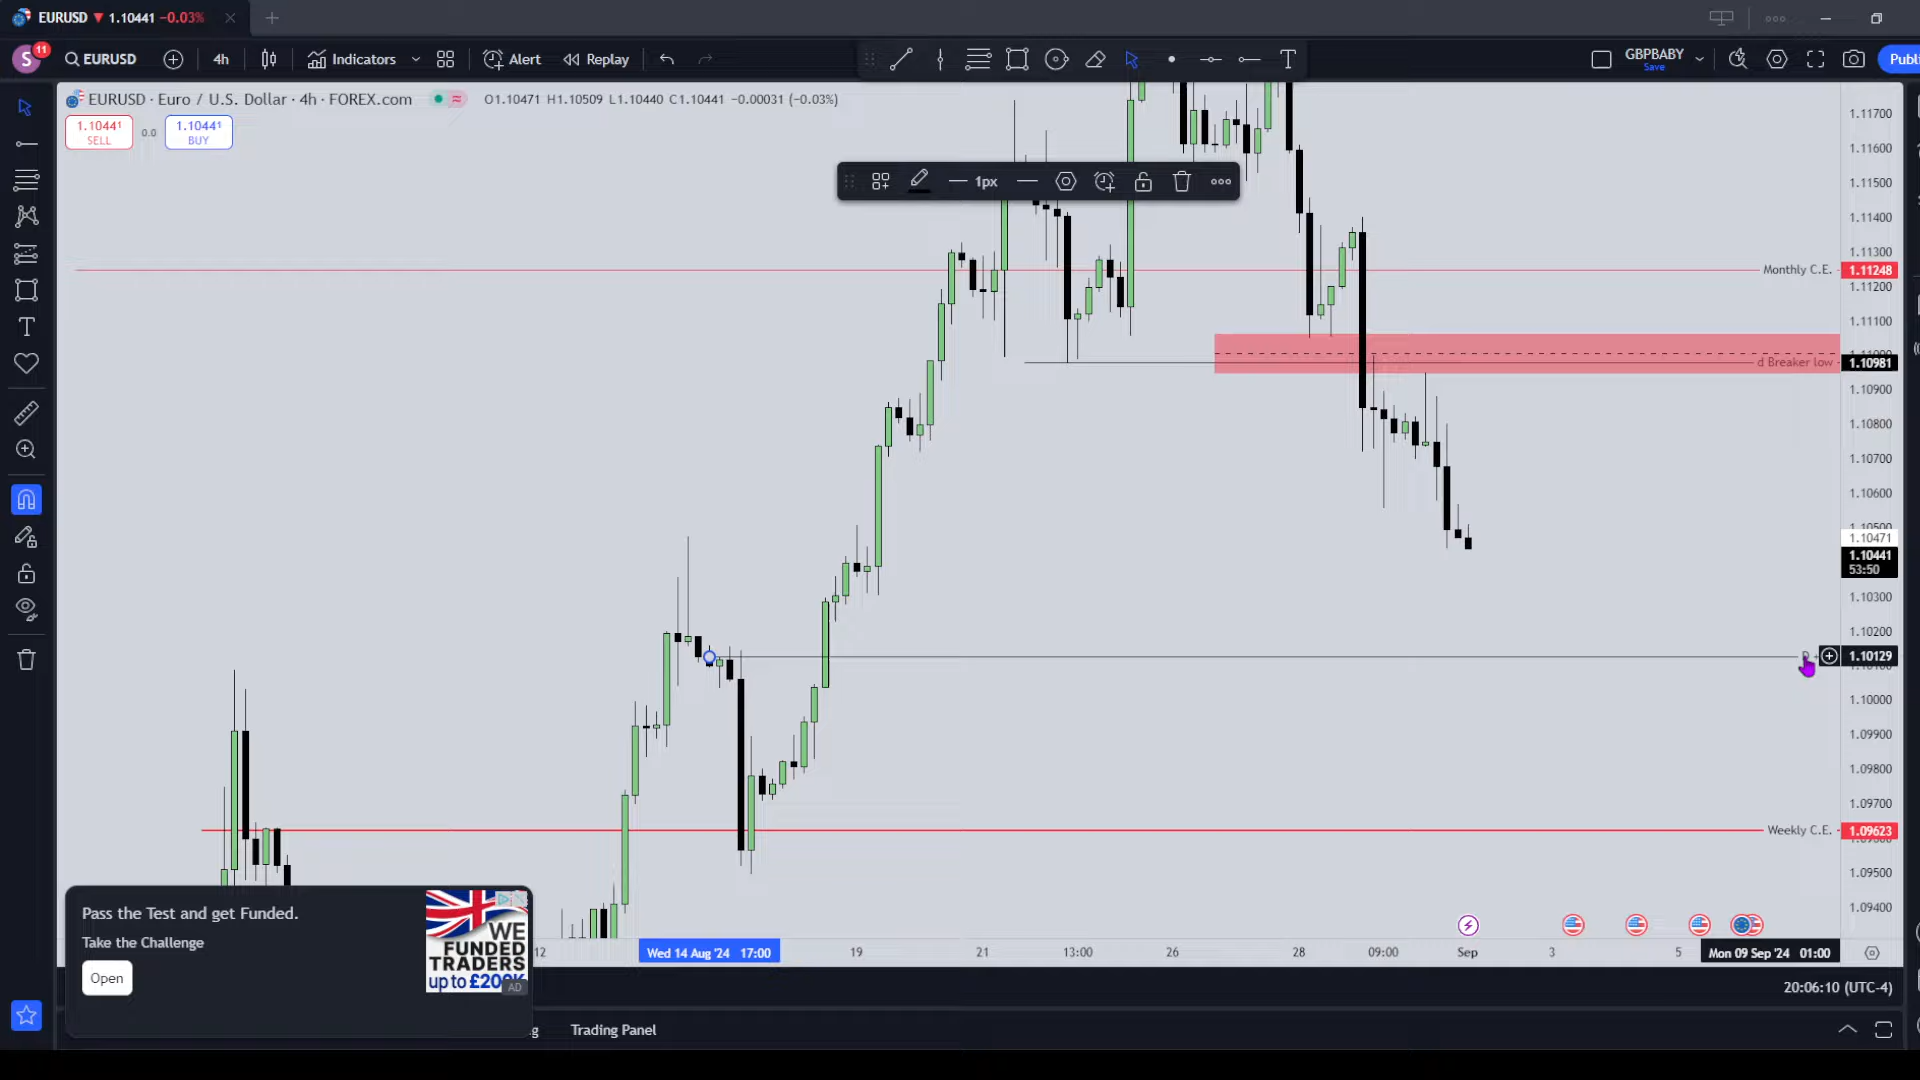 EURUSD 1.10441 −0.03%
S 11 EURUSD 4h Indicators Alert Replay T GBPBABY Save Publi
EURUSD · Euro / U.S. Dollar · 4h · FOREX.com O1.10471 H1.10509 L1.10440 C1.10441 −0.00031 (−0.03%)
1.10441 SELL 0.0 1.10441 BUY
1px
1.11700
1.11600
1.11500
1.11400
1.11300
Monthly C.E. 1.11248
1.11200
1.11100
d Breaker low 1.10981
1.10900
1.10800
1.10700
1.10600
1.10500
1.10471
1.10441
53:50
1.10300
1.10200
1.10129
1.10000
1.09900
1.09800
1.09700
Weekly C.E. 1.09623
1.09500
1.09400
Pass the Test and get Funded.
Take the Challenge
Open
WE
FUNDED
TRADERS
up to £200K
AD
12 Wed 14 Aug '24 17:00 19 21 13:00 26 28 09:00 Sep 3 5 Mon 09 Sep '24 01:00
20:06:10 (UTC-4)
Trading Panel